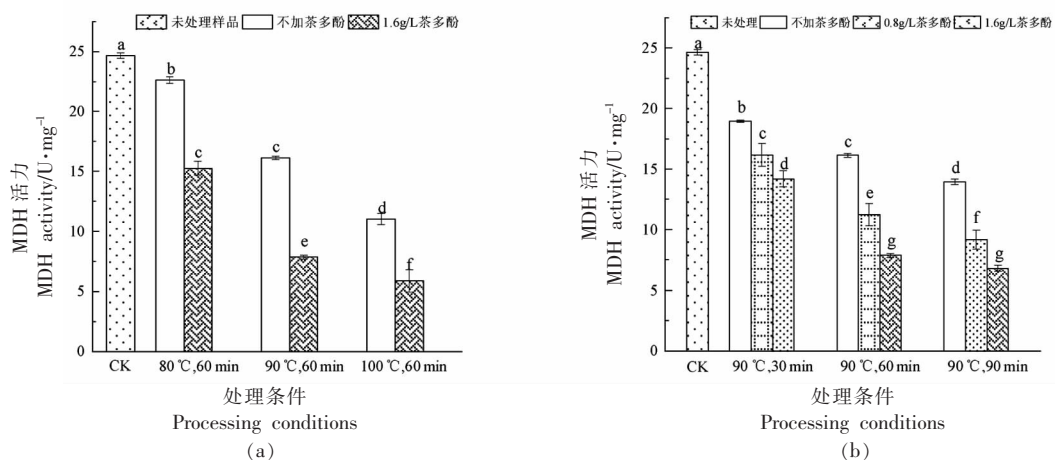 未处理样品 不加茶多酚 1.6g/L茶多酚
MDH 活力
MDH activity/U·mg⁻¹
25
20
15
10
5
0
a
b
c
c
e
d
f
CK 80 ℃,60 min 90 ℃,60 min 100 ℃,60 min
处理条件
Processing conditions
(a)
未处理 不加茶多酚 0.8g/L茶多酚 1.6g/L茶多酚
MDH 活力
MDH activity/U·mg⁻¹
25
20
15
10
5
0
a
b
c
d
c
e
g
d
f
g
CK 90 ℃,30 min 90 ℃,60 min 90 ℃,90 min
处理条件
Processing conditions
(b)